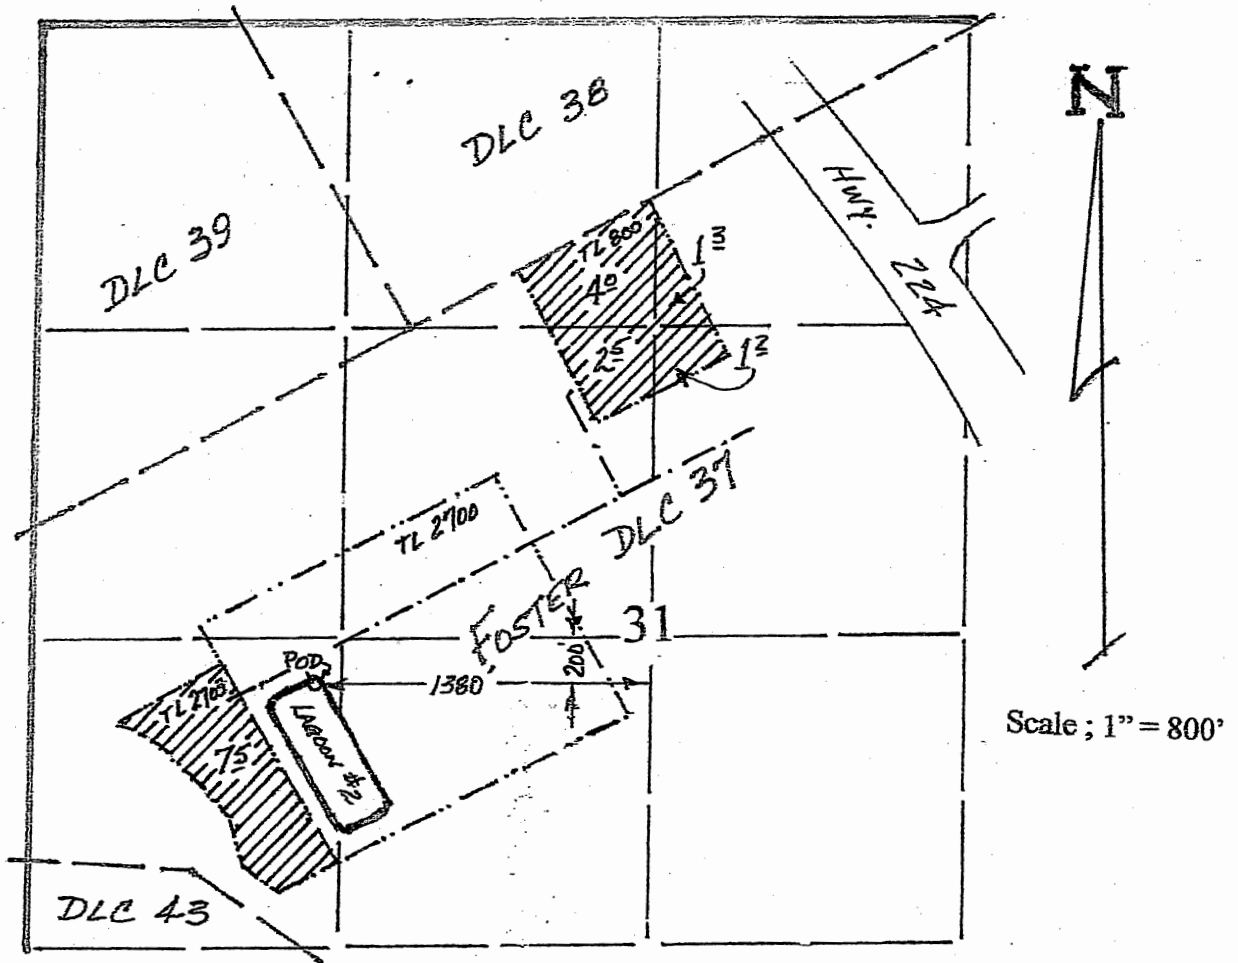 N
DLC 38
HWY.
224
DLC 39
TL 800
1 3
4 0
2 5
1 2
DLC 37
TL 2700
FOSTER
31
200'
POD
1380
TL 2705
LAGOON #2
7 5
Scale ; 1" = 800'
DLC 43